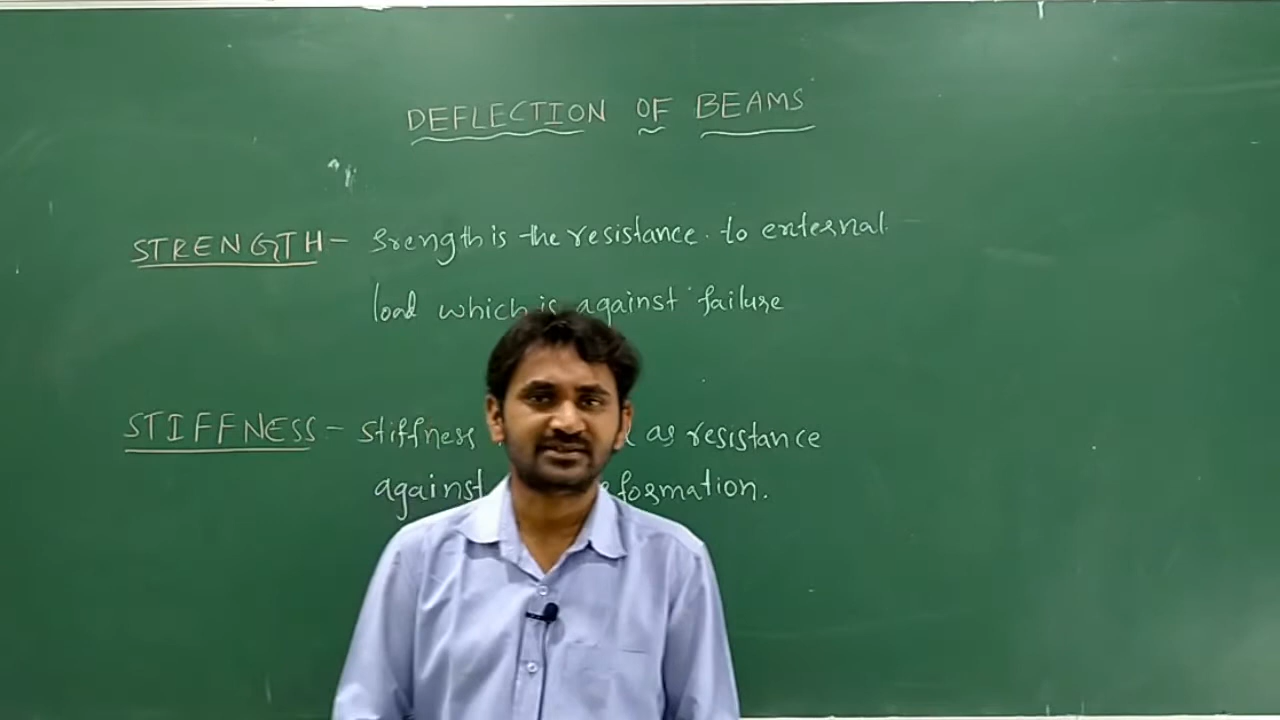 DEFLECTION OF BEAMS
STRENGTH - Srength is the resistance. to external
load which is against failure
STIFFNESS - stiffness as resistance
against formation.